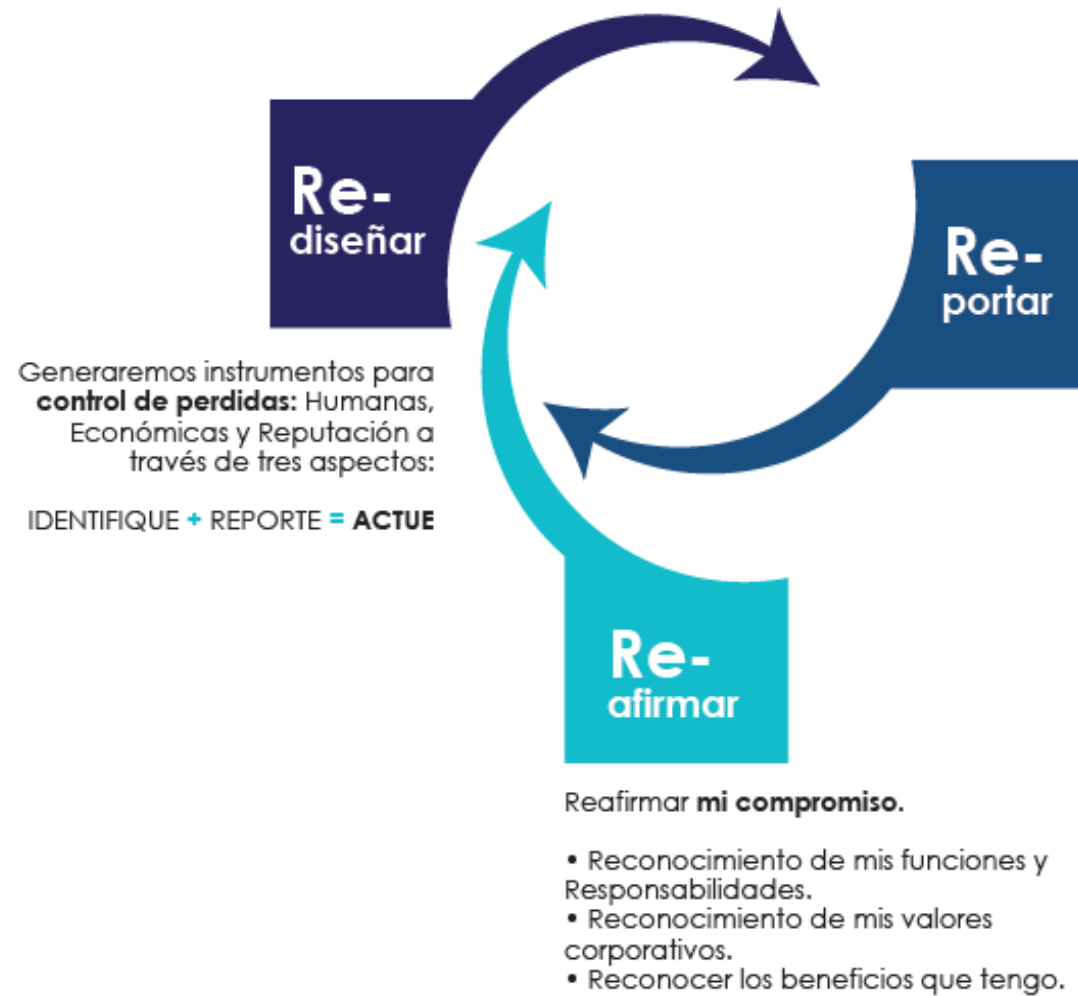 Re-
diseñar
Generaremos instrumentos para
control de perdidas: Humanas,
Económicas y Reputación a
través de tres aspectos:
IDENTIFIQUE + REPORTE = ACTUE
Re-
portar
Re-
afirmar
Reafirmar mi compromiso.
• Reconocimiento de mis funciones y
Responsabilidades.
• Reconocimiento de mis valores
corporativos.
• Reconocer los beneficios que tengo.